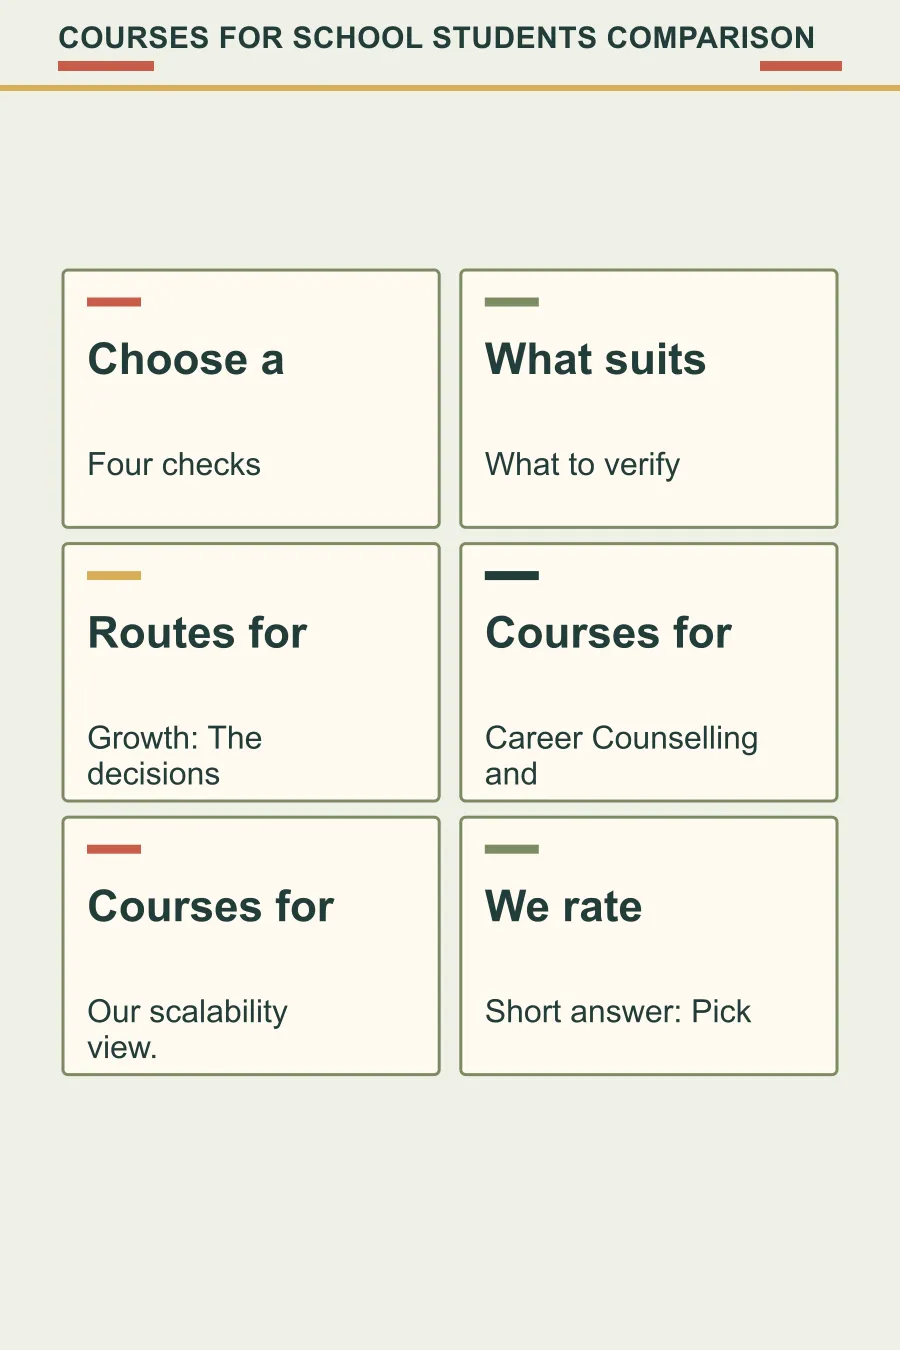 COURSES FOR SCHOOL STUDENTS COMPARISON
Choose a
Four checks
What suits
What to verify
Routes for
Growth: The
decisions
Courses for
Career Counselling
and
Courses for
Our scalability
view.
We rate
Short answer: Pick